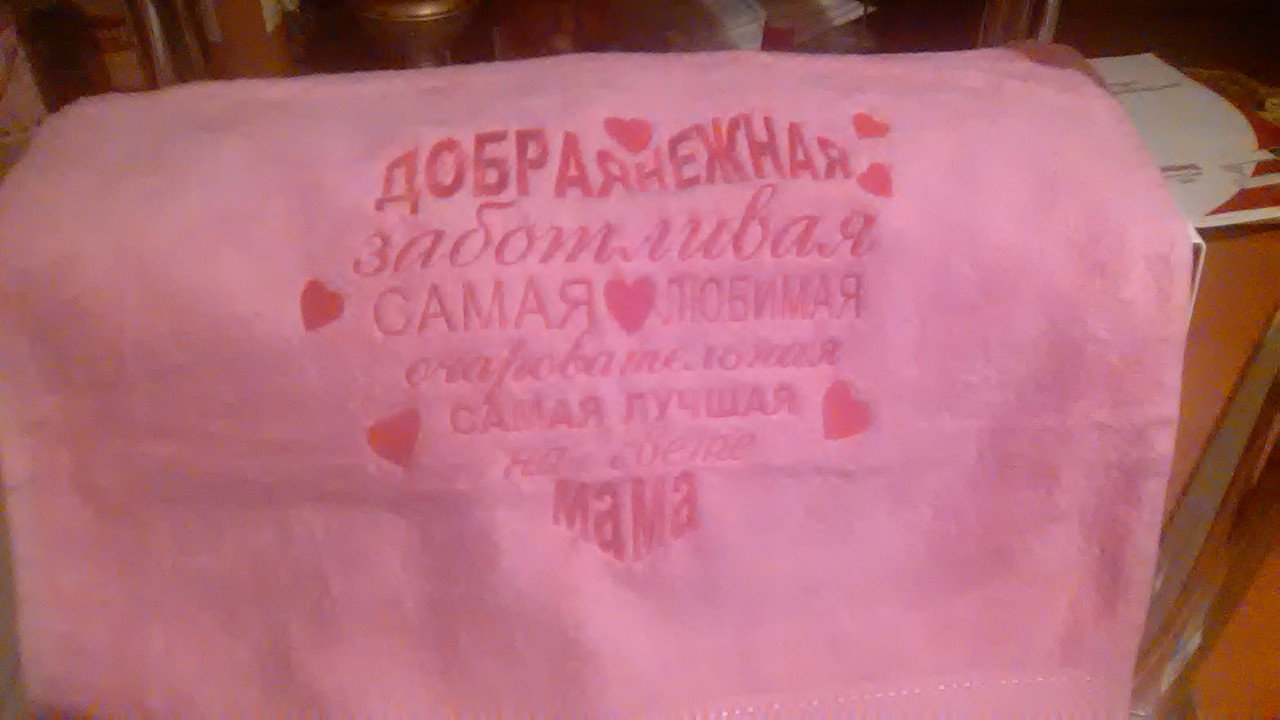 ДОБРАЯ НЕЖНАЯ
заботливая
САМАЯ ЛЮБИМАЯ
очаровательная
САМАЯ ЛУЧШАЯ
на свете
мама